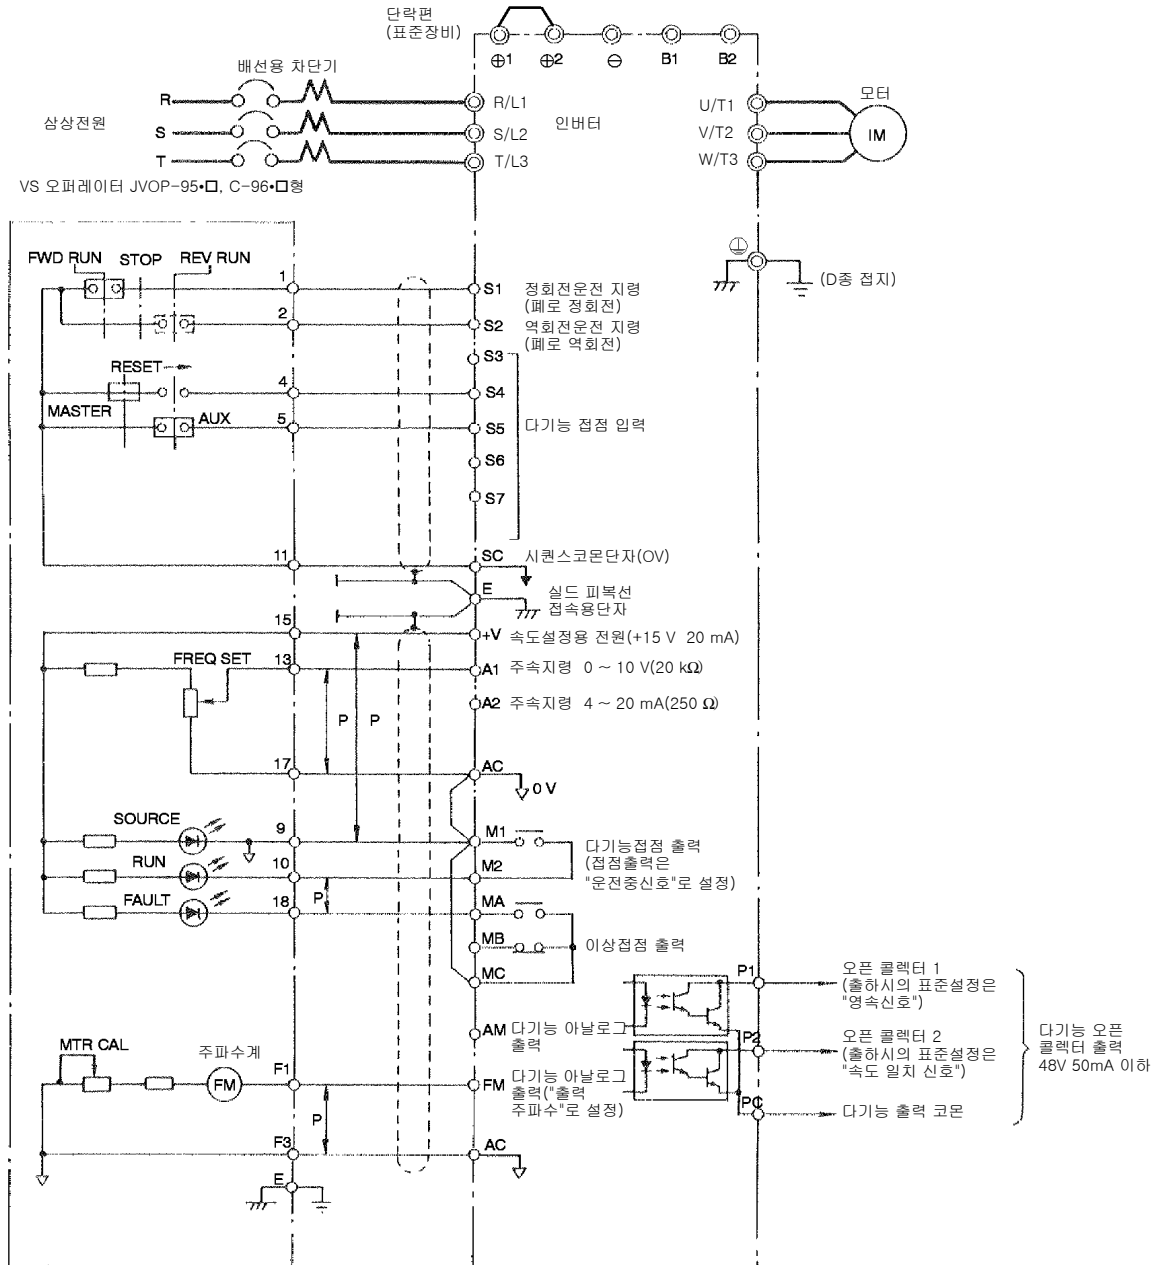 단락편
(표준장비)
⊕1
⊕2
⊖
B1
B2
배선용 차단기
삼상전원
R
S
T
R/L1
S/L2
T/L3
인버터
U/T1
V/T2
W/T3
모터
IM
VS 오퍼레이터 JVOP-95•□, C-96•□형
(D종 접지)
FWD RUN
STOP
REV RUN
1
S1
정회전운전 지령
(폐로 정회전)
2
S2
역회전운전 지령
(폐로 역회전)
S3
RESET
4
S4
MASTER
AUX
5
S5
다기능 접점 입력
S6
S7
11
SC
시퀀스코몬단자(OV)
E
실드 피복선
접속용단자
15
+V
속도설정용 전원(+15 V 20 mA)
FREQ SET
13
A1
주속지령 0 ~ 10 V(20 kΩ)
A2
주속지령 4 ~ 20 mA(250 Ω)
P
P
17
AC
0 V
SOURCE
9
M1
다기능접점 출력
(접점출력은
"운전중신호"로 설정)
RUN
10
M2
P
FAULT
18
MA
MB
이상접점 출력
MC
AM
다기능 아날로그
출력
MTR CAL
주파수계
FM
F1
FM
다기능 아날로그
출력("출력
주파수"로 설정)
P
F3
AC
E
P1
오픈 콜렉터 1
(출하시의 표준설정은
"영속신호")
P2
오픈 콜렉터 2
(출하시의 표준설정은
"속도 일치 신호")
PC
다기능 출력 코몬
다기능 오픈
콜렉터 출력
48V 50mA 이하